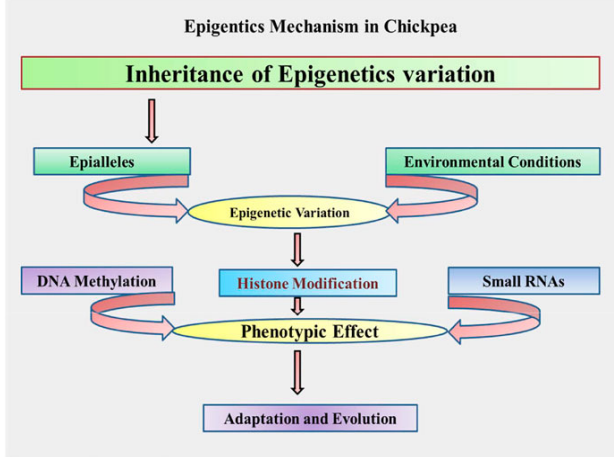 Epigentics Mechanism in Chickpea
Inheritance of Epigenetics variation
Epialleles
Environmental Conditions
Epigenetic Variation
DNA Methylation
Histone Modification
Small RNAs
Phenotypic Effect
Adaptation and Evolution